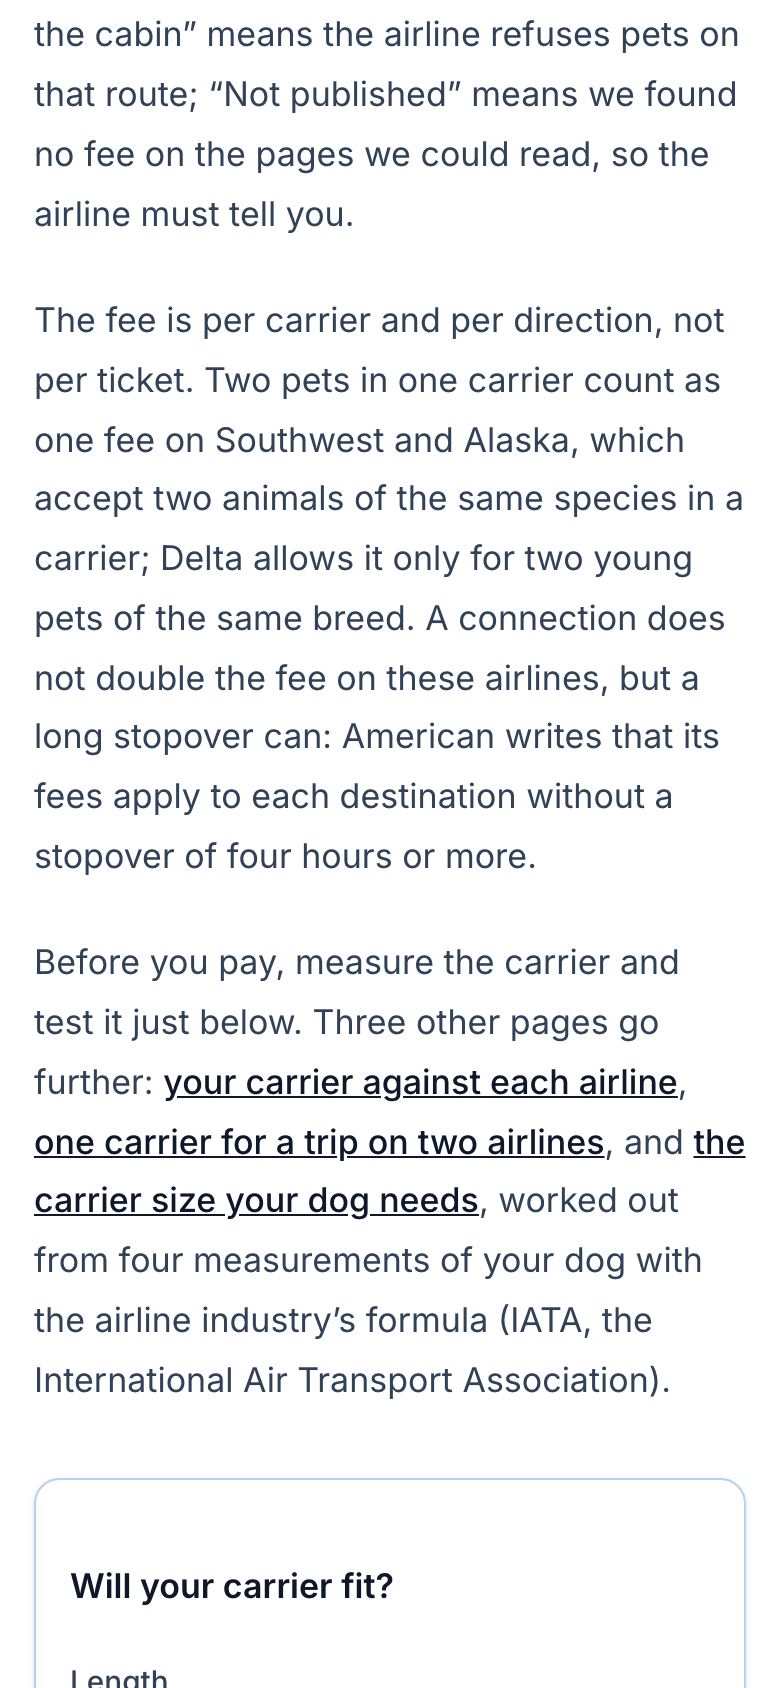 the cabin” means the airline refuses pets on
that route; “Not published” means we found
no fee on the pages we could read, so the
airline must tell you.
The fee is per carrier and per direction, not
per ticket. Two pets in one carrier count as
one fee on Southwest and Alaska, which
accept two animals of the same species in a
carrier; Delta allows it only for two young
pets of the same breed. A connection does
not double the fee on these airlines, but a
long stopover can: American writes that its
fees apply to each destination without a
stopover of four hours or more.
Before you pay, measure the carrier and
test it just below. Three other pages go
further: your carrier against each airline,
one carrier for a trip on two airlines, and the
carrier size your dog needs, worked out
from four measurements of your dog with
the airline industry’s formula (IATA, the
International Air Transport Association).
Will your carrier fit?
Length